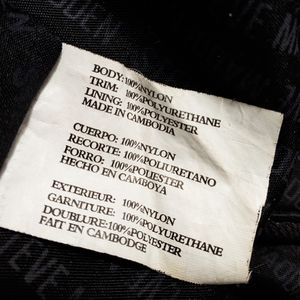 BODY:100%NYLON
TRIM: 100%POLYURETHANE
LINING: 100%POLYESTER
MADE IN CAMBODIA
CUERPO: 100%NYLON
RECORTE: 100%POLIURETANO
FORRO: 100%POLIESTER
HECHO EN CAMBOYA
EXTERIEUR: 100%NYLON
GARNITURE: 100%POLYURETHANE
DOUBLURE: 100%POLYESTER
FAIT EN CAMBODGE